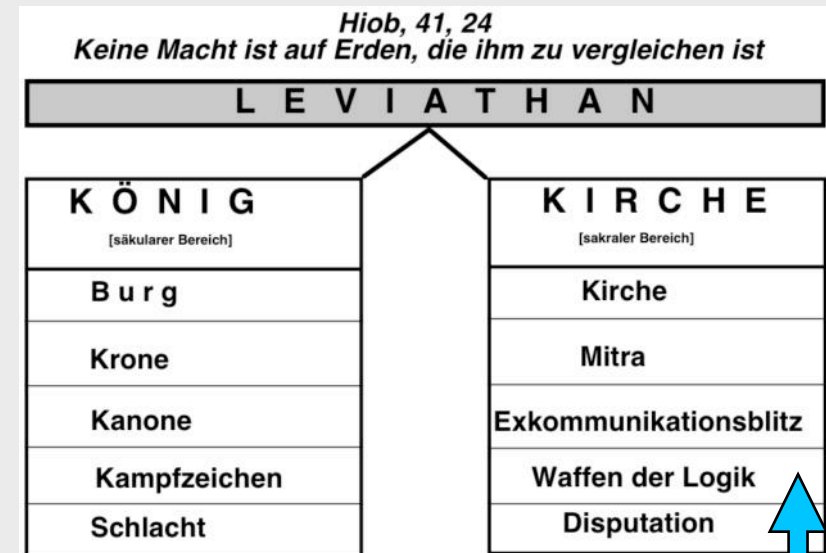 Hiob, 41, 24
Keine Macht ist auf Erden, die ihm zu vergleichen ist
L E V I A T H A N
K Ö N I G
[säkularer Bereich]
Burg
Krone
Kanone
Kampfzeichen
Schlacht
K I R C H E
[sakraler Bereich]
Kirche
Mitra
Exkommunikationsblitz
Waffen der Logik
Disputation